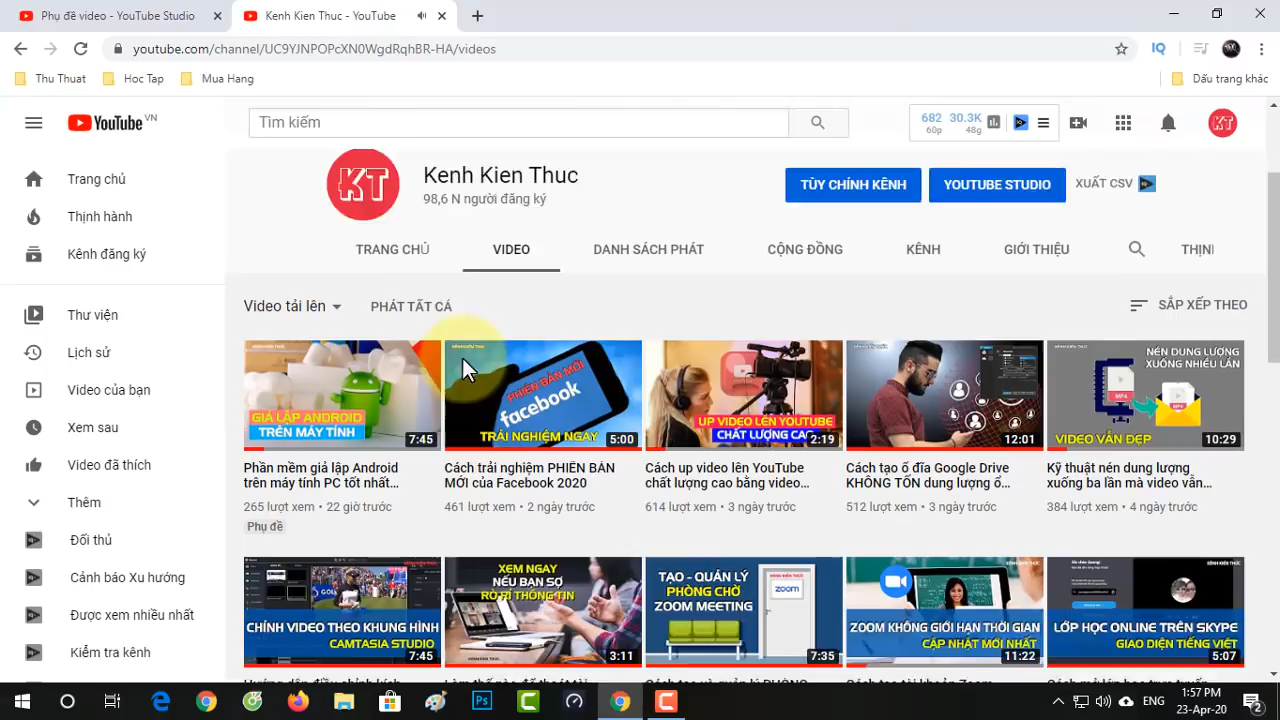 Phụ đề video - YouTube Studio
Kenh Kien Thuc - YouTube
youtube.com/channel/UC9YJNPOPcXN0WgdRqhBR-HA/videos
Thu Thuat
Hoc Tap
Mua Hang
Dấu trang khác
YouTube VN
Tìm kiếm
682 30.3K
60p 48g
KT
Trang chủ
Thịnh hành
Kênh đăng ký
Thư viện
Lịch sử
Video của bạn
Xem sau
Video đã thích
Thêm
Đối thủ
Cảnh báo Xu hướng
Được xem nhiều nhất
Kiểm tra kênh
KT
Kenh Kien Thuc
98,6 N người đăng ký
TÙY CHỈNH KÊNH
YOUTUBE STUDIO
XUẤT CSV
TRANG CHỦ
VIDEO
DANH SÁCH PHÁT
CỘNG ĐỒNG
KÊNH
GIỚI THIỆU
THỊNI
Video tải lên
PHÁT TẤT CẢ
SẮP XẾP THEO
GIẢ LẬP ANDROID
TRÊN MÁY TÍNH
7:45
Phần mềm giả lập Android
trên máy tính PC tốt nhất…
265 lượt xem • 22 giờ trước
Phụ đề
KÊNH KIẾN THỨC
PHIÊN BẢN MỚI
facebook
TRẢI NGHIỆM NGAY
5:00
Cách trải nghiệm PHIÊN BẢN
MỚI của Facebook 2020
461 lượt xem • 2 ngày trước
UP VIDEO LÊN YOUTUBE
CHẤT LƯỢNG CAO
2:19
Cách up video lên YouTube
chất lượng cao bằng video…
614 lượt xem • 3 ngày trước
12:01
Cách tạo ổ đĩa Google Drive
KHÔNG TỐN dung lượng ổ…
512 lượt xem • 3 ngày trước
NÉN DUNG LƯỢNG
XUỐNG NHIỀU LẦN
MP4
MP4
VIDEO VẪN ĐẸP
10:29
Kỹ thuật nén dung lượng
xuống ba lần mà video vẫn…
384 lượt xem • 4 ngày trước
CHỈNH VIDEO THEO KHUNG HÌNH
CAMTASIA STUDIO
7:45
XEM NGAY
NẾU BẠN SỢ
RÒ RỈ THÔNG TIN
3:11
TẠO - QUẢN LÝ
PHÒNG CHỜ
ZOOM MEETING
zoom
7:35
ZOOM KHÔNG GIỚI HẠN THỜI GIAN
CẬP NHẬT MỚI NHẤT
11:22
LỚP HỌC ONLINE TRÊN SKYPE
GIAO DIỆN TIẾNG VIỆT
5:07
ENG
1:57 PM
23-Apr-20
2